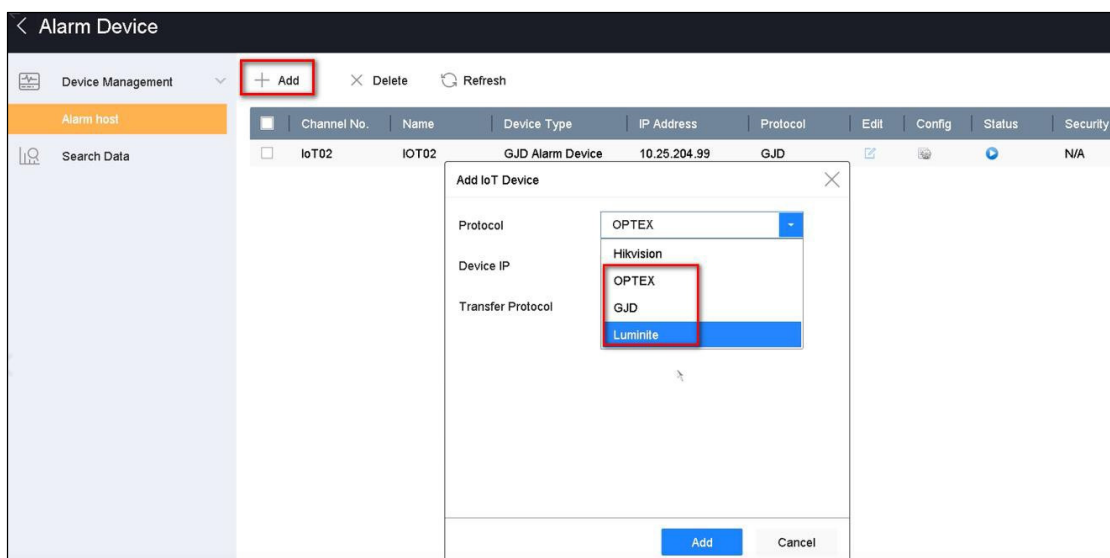 Alarm Device
Device Management
Alarm host
Search Data
Add Delete Refresh
Channel No. Name Device Type IP Address Protocol Edit Config Status Security
IoT02 IOT02 GJD Alarm Device 10.25.204.99 GJD N/A
Add IoT Device
Protocol OPTEX
Hikvision
Device IP
OPTEX
Transfer Protocol GJD
Luminite
Add Cancel